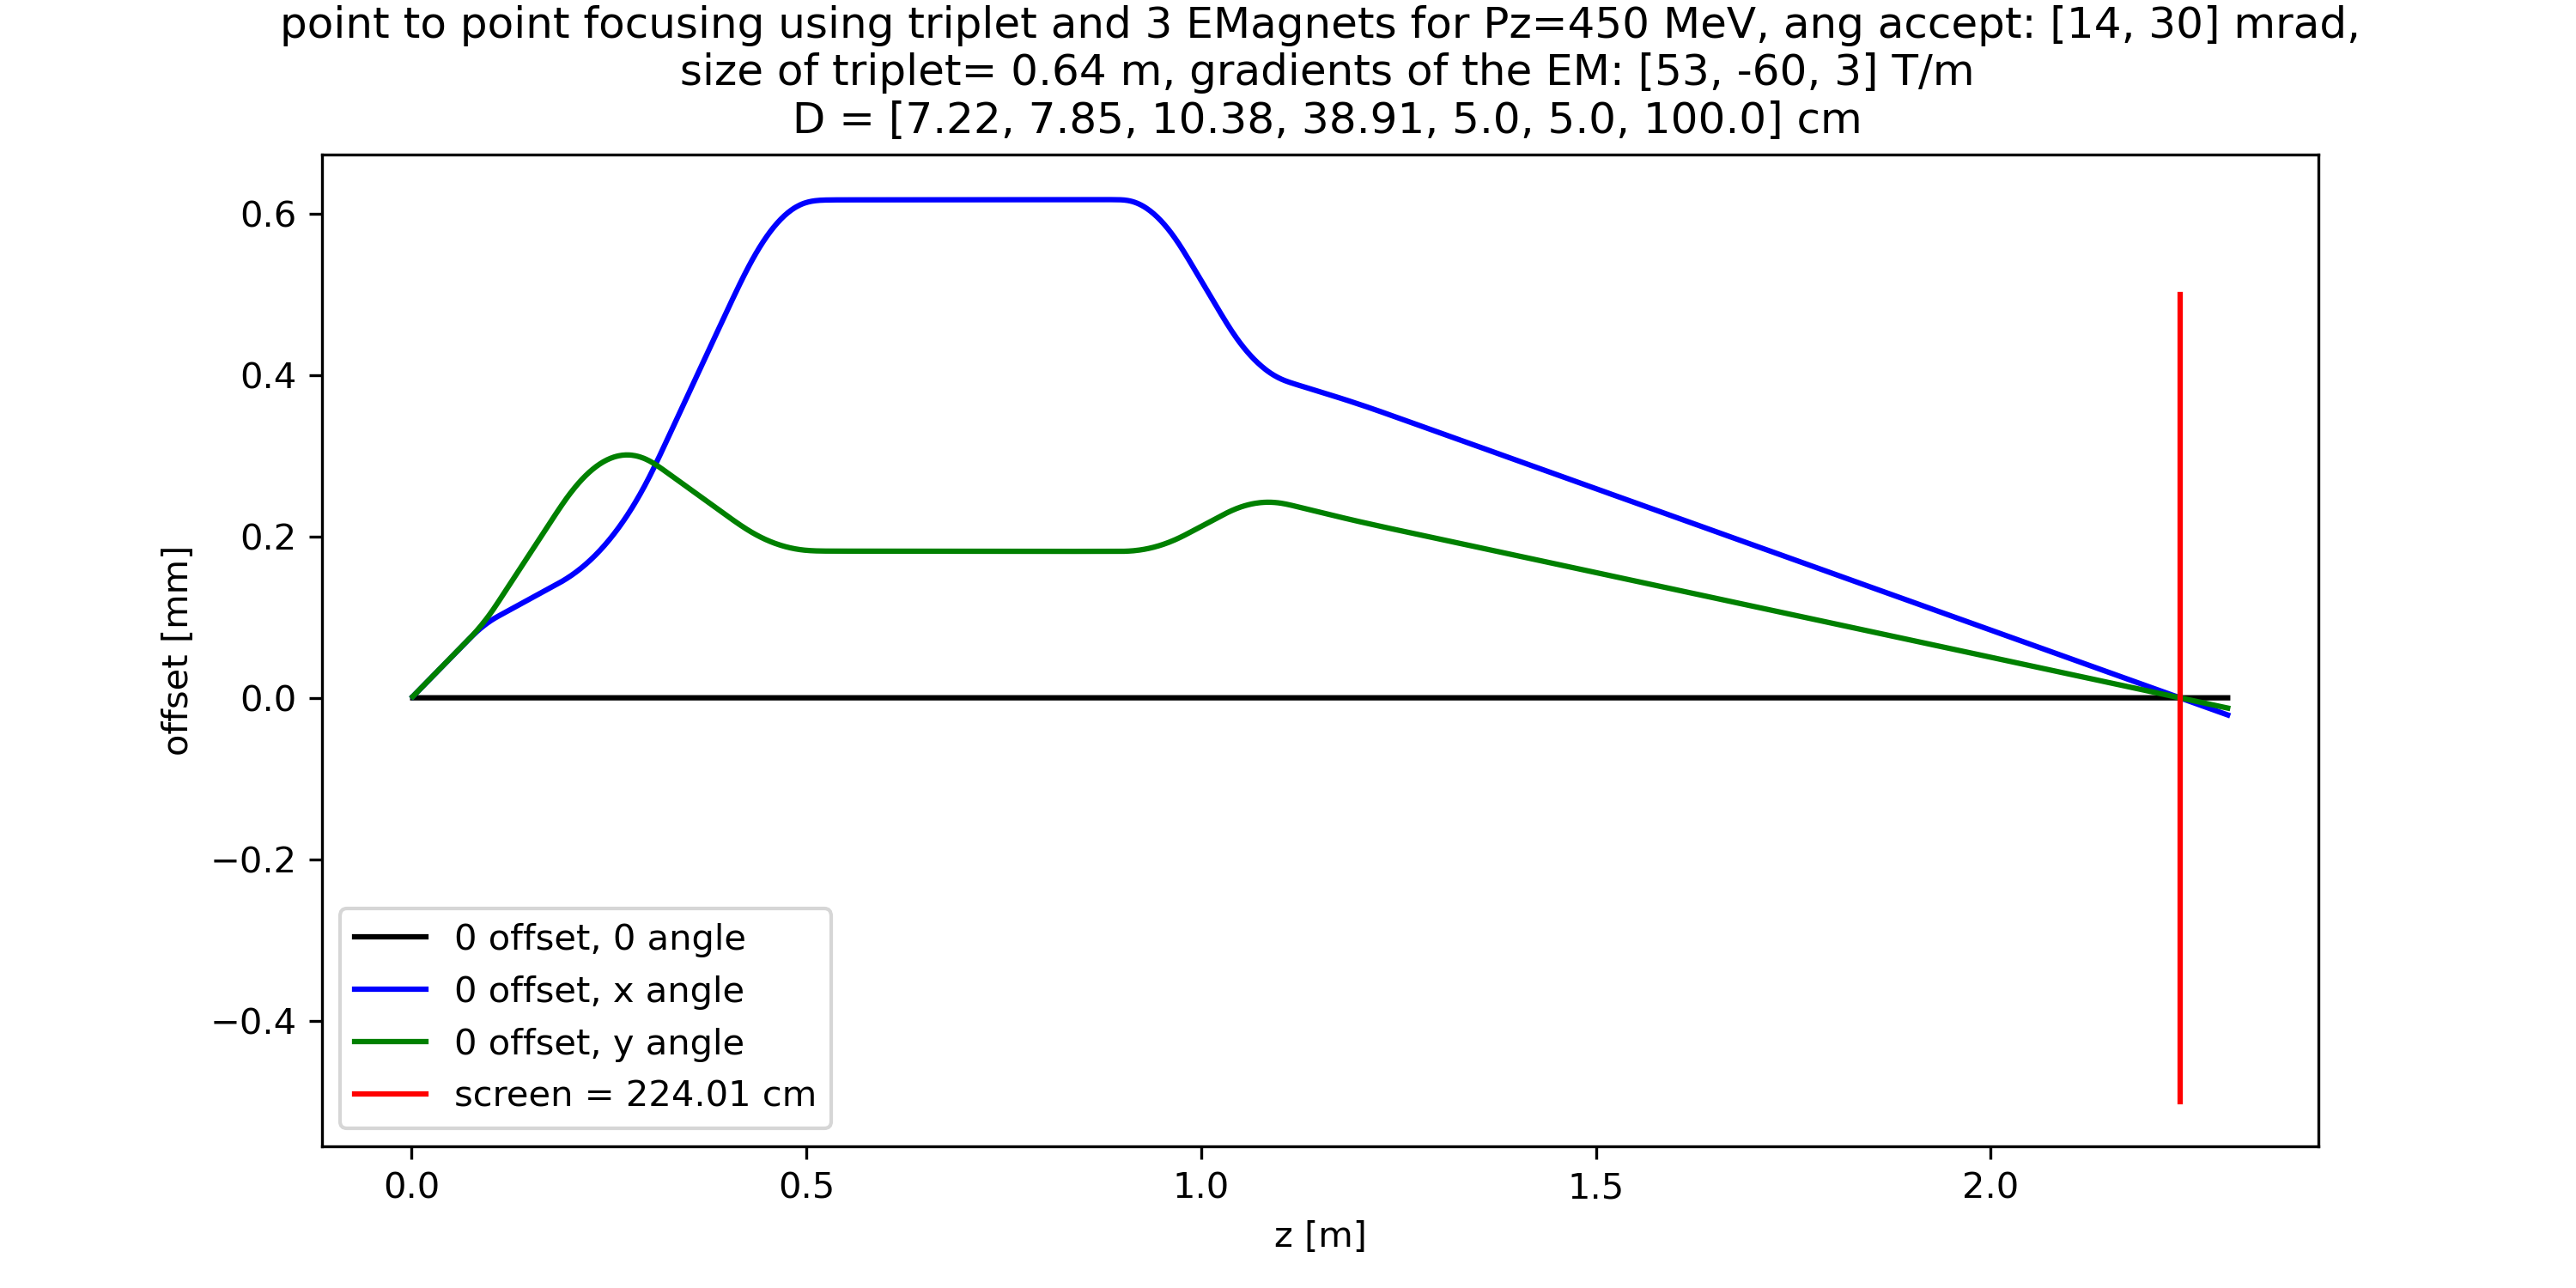 point to point focusing using triplet and 3 EMagnets for Pz=450 MeV, ang accept: [14, 30] mrad,
size of triplet= 0.64 m, gradients of the EM: [53, -60, 3] T/m
D = [7.22, 7.85, 10.38, 38.91, 5.0, 5.0, 100.0] cm
offset [mm]
0.6
0.4
0.2
0.0
−0.2
−0.4
0 offset, 0 angle
0 offset, x angle
0 offset, y angle
screen = 224.01 cm
0.0
0.5
1.0
1.5
2.0
z [m]